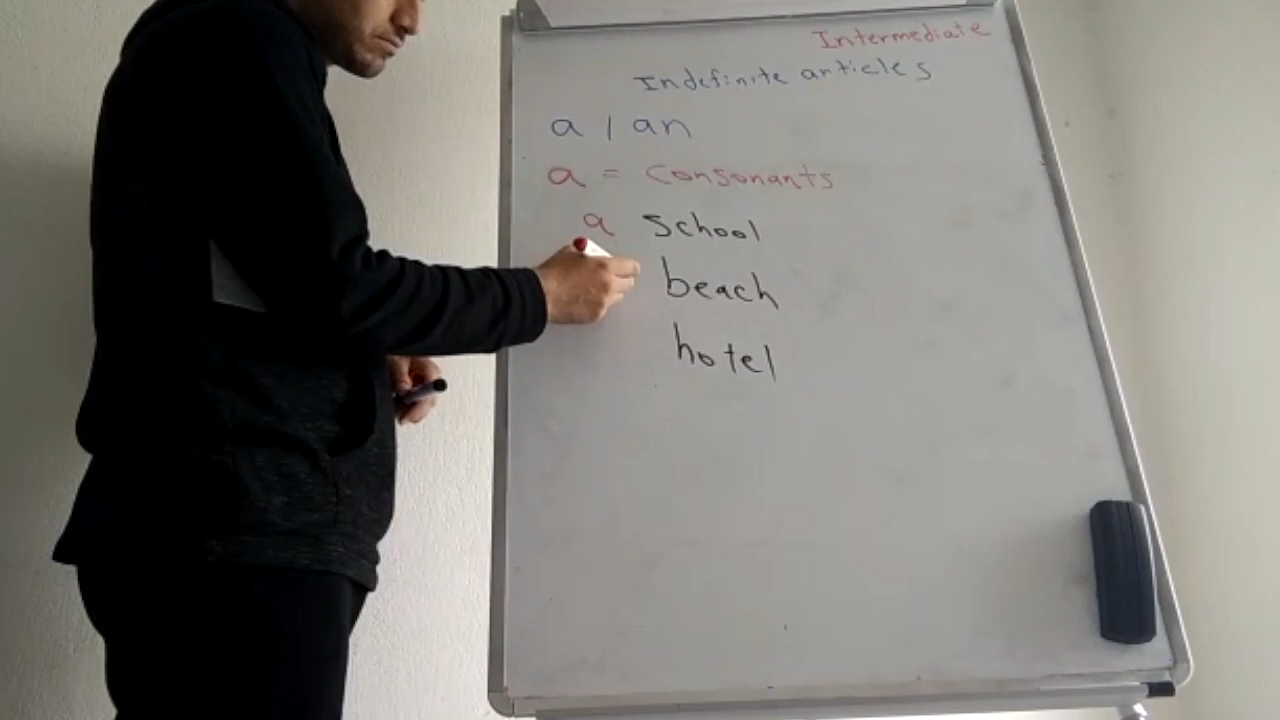 Intermediate
Indefinite articles
a / an
a = consonants
a school
beach
hotel